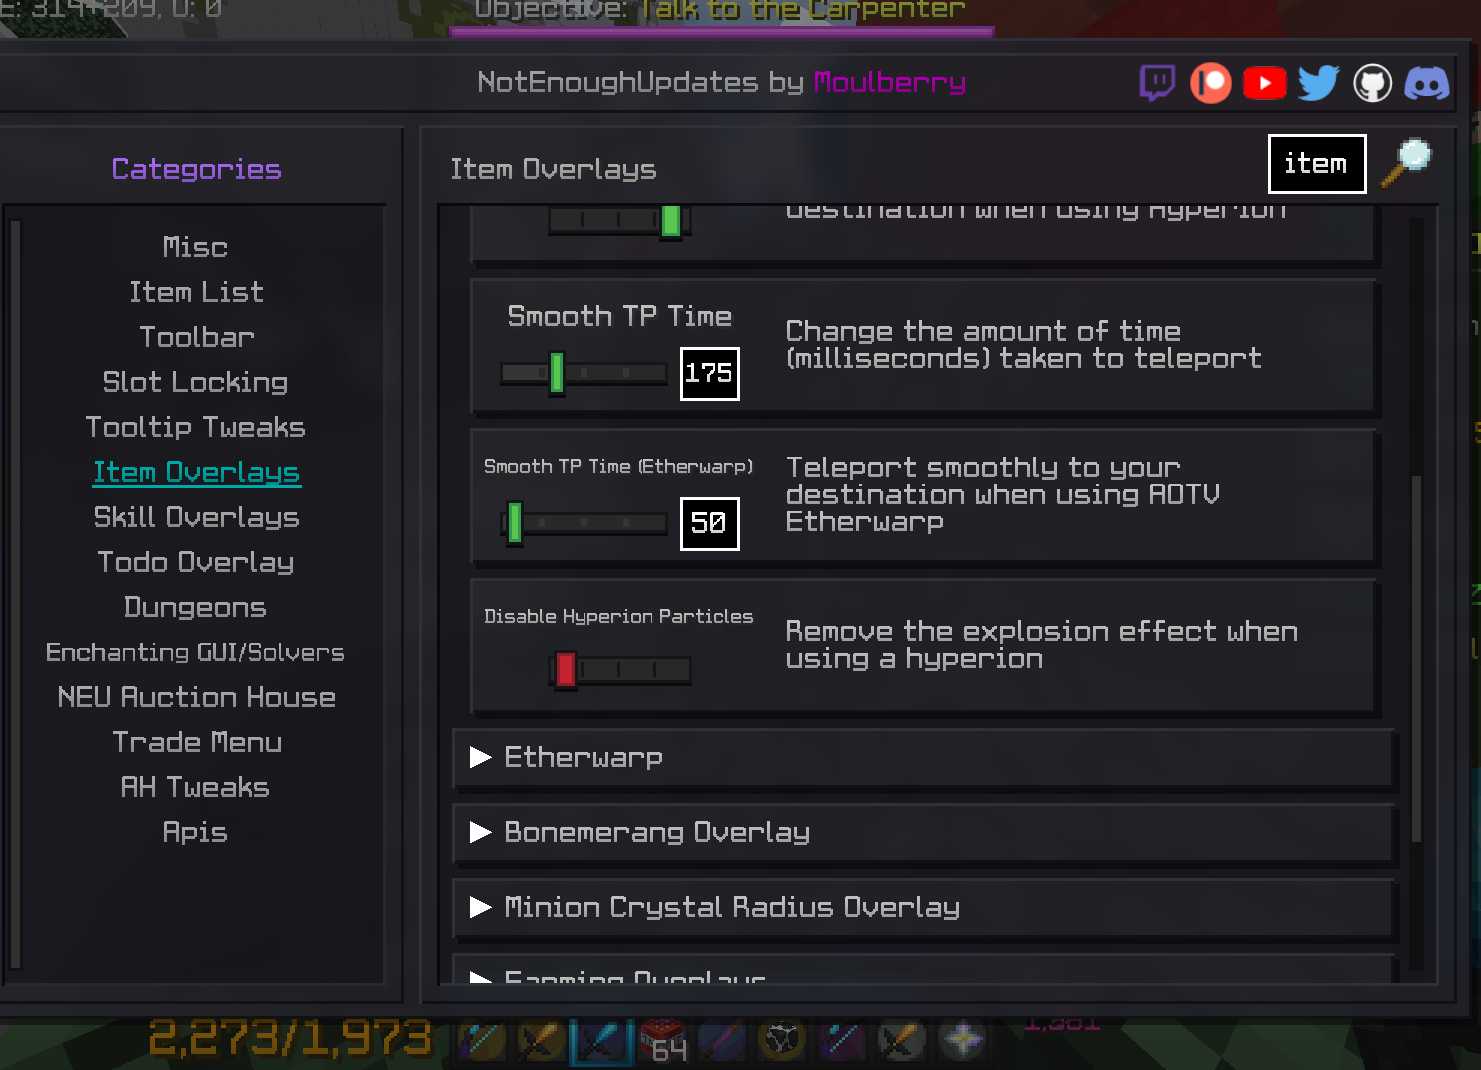 E: 319+209, U: 0
Objective: Talk to the Carpenter
NotEnoughUpdates by Moulberry
Categories
Item Overlays
item
Misc
Item List
Toolbar
Slot Locking
Tooltip Tweaks
Item Overlays
Skill Overlays
Todo Overlay
Dungeons
Enchanting GUI/Solvers
NEU Auction House
Trade Menu
AH Tweaks
Apis
destination when using Hyperion
Smooth TP Time
175
Change the amount of time
(milliseconds) taken to teleport
Smooth TP Time (Etherwarp)
50
Teleport smoothly to your
destination when using AOTV
Etherwarp
Disable Hyperion Particles
Remove the explosion effect when
using a hyperion
Etherwarp
Bonemerang Overlay
Minion Crystal Radius Overlay
Farming Overlays
2,273/1,973
64